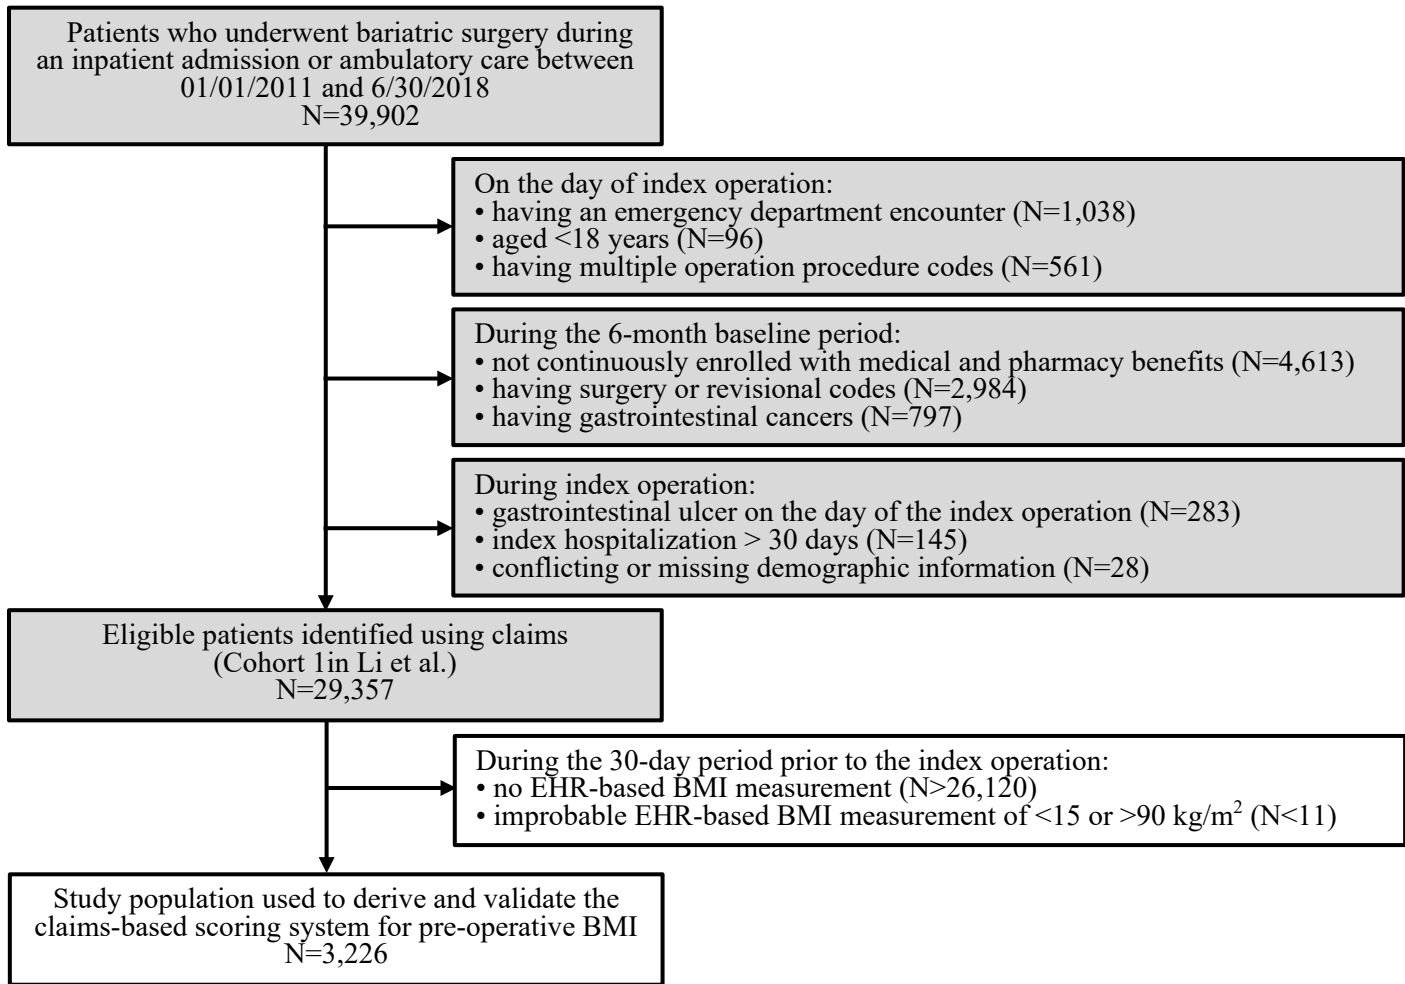 Patients who underwent bariatric surgery during
an inpatient admission or ambulatory care between
01/01/2011 and 6/30/2018
N=39,902
On the day of index operation:
• having an emergency department encounter (N=1,038)
• aged <18 years (N=96)
• having multiple operation procedure codes (N=561)
During the 6-month baseline period:
• not continuously enrolled with medical and pharmacy benefits (N=4,613)
• having surgery or revisional codes (N=2,984)
• having gastrointestinal cancers (N=797)
During index operation:
• gastrointestinal ulcer on the day of the index operation (N=283)
• index hospitalization > 30 days (N=145)
• conflicting or missing demographic information (N=28)
Eligible patients identified using claims
(Cohort 1in Li et al.)
N=29,357
During the 30-day period prior to the index operation:
• no EHR-based BMI measurement (N>26,120)
• improbable EHR-based BMI measurement of <15 or >90 kg/m² (N<11)
Study population used to derive and validate the
claims-based scoring system for pre-operative BMI
N=3,226